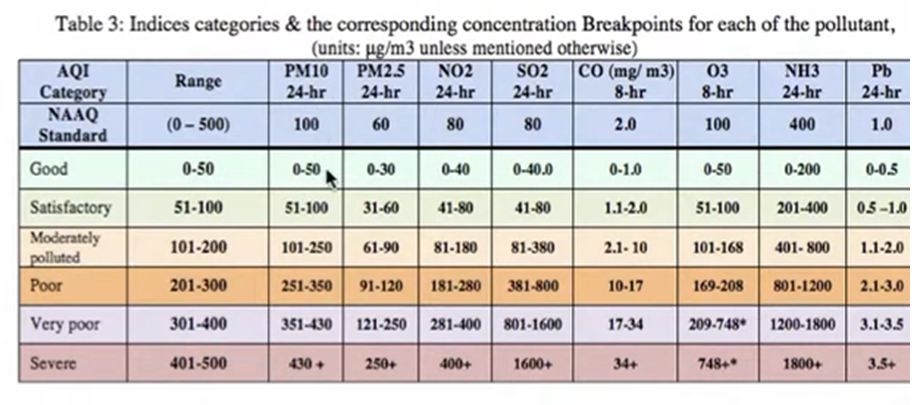 Table 3: Indices categories & the corresponding concentration Breakpoints for each of the pollutant,
(units: µg/m3 unless mentioned otherwise)
AQI Category Range PM10 24-hr PM2.5 24-hr NO2 24-hr SO2 24-hr CO (mg/ m3) 8-hr O3 8-hr NH3 24-hr Pb 24-hr
NAAQ Standard (0 – 500) 100 60 80 80 2.0 100 400 1.0
Good 0-50 0-50 0-30 0-40 0-40.0 0-1.0 0-50 0-200 0-0.5
Satisfactory 51-100 51-100 31-60 41-80 41-80 1.1-2.0 51-100 201-400 0.5 –1.0
Moderately polluted 101-200 101-250 61-90 81-180 81-380 2.1- 10 101-168 401- 800 1.1-2.0
Poor 201-300 251-350 91-120 181-280 381-800 10-17 169-208 801-1200 2.1-3.0
Very poor 301-400 351-430 121-250 281-400 801-1600 17-34 209-748* 1200-1800 3.1-3.5
Severe 401-500 430 + 250+ 400+ 1600+ 34+ 748+* 1800+ 3.5+